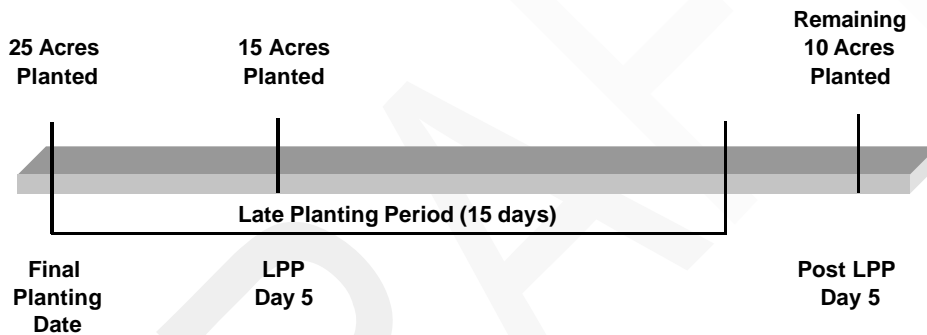 25 Acres
Planted
15 Acres
Planted
Remaining
10 Acres
Planted
Late Planting Period (15 days)
Final
Planting
Date
LPP
Day 5
Post LPP
Day 5